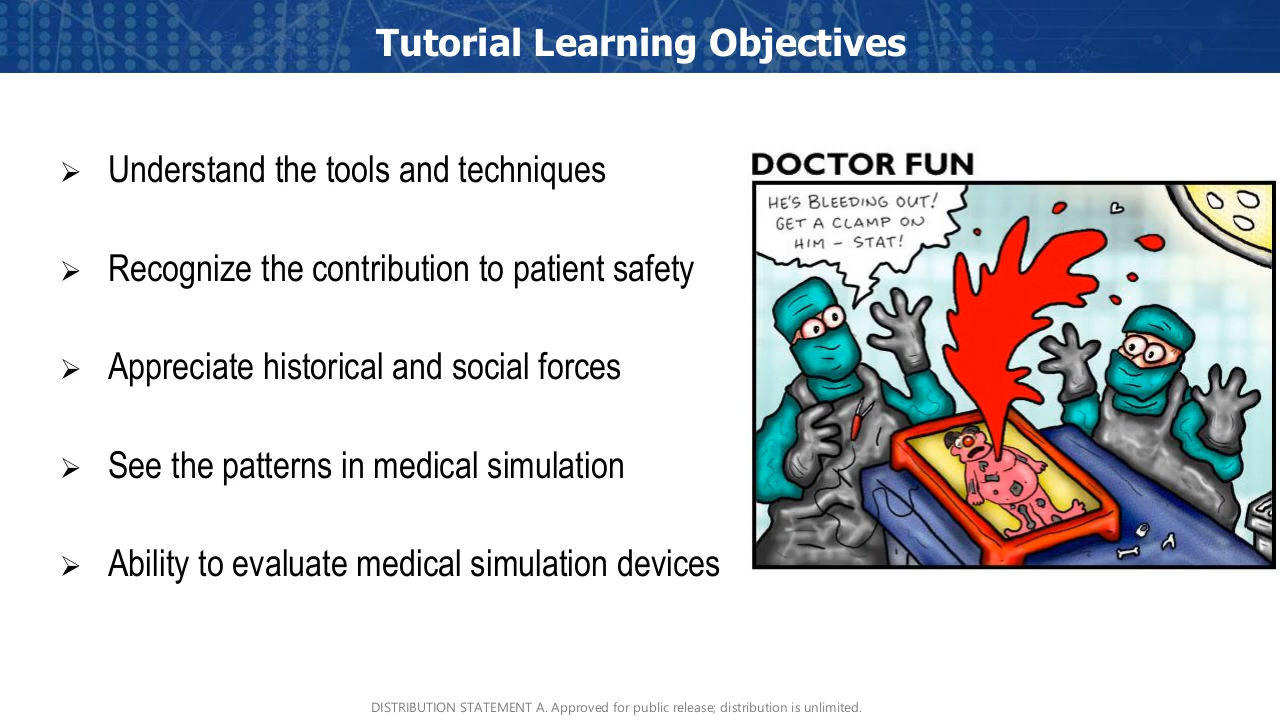 Tutorial Learning Objectives
Understand the tools and techniques
Recognize the contribution to patient safety
Appreciate historical and social forces
See the patterns in medical simulation
Ability to evaluate medical simulation devices
DOCTOR FUN
HE'S BLEEDING OUT!
GET A CLAMP ON
HIM – STAT!
DISTRIBUTION STATEMENT A. Approved for public release; distribution is unlimited.